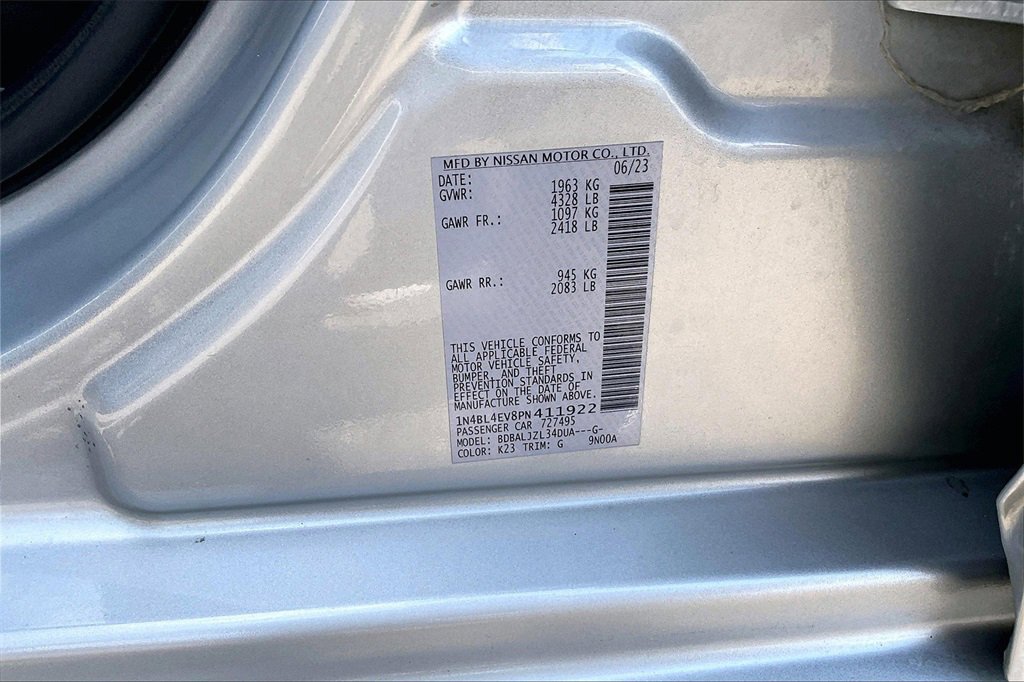 MFD BY NISSAN MOTOR CO., LTD.
DATE: 06/23
GVWR: 1963 KG
4328 LB
GAWR FR.: 1097 KG
2418 LB
GAWR RR.: 945 KG
2083 LB
THIS VEHICLE CONFORMS TO
ALL APPLICABLE FEDERAL
MOTOR VEHICLE SAFETY,
BUMPER, AND THEFT
PREVENTION STANDARDS IN
EFFECT ON THE DATE OF
MANUFACTURE SHOWN ABOVE.
1N4BL4EV8PN411922
PASSENGER CAR 727495
MODEL: BDBALJZL34DUA---G-
COLOR: K23 TRIM: G 9N00A